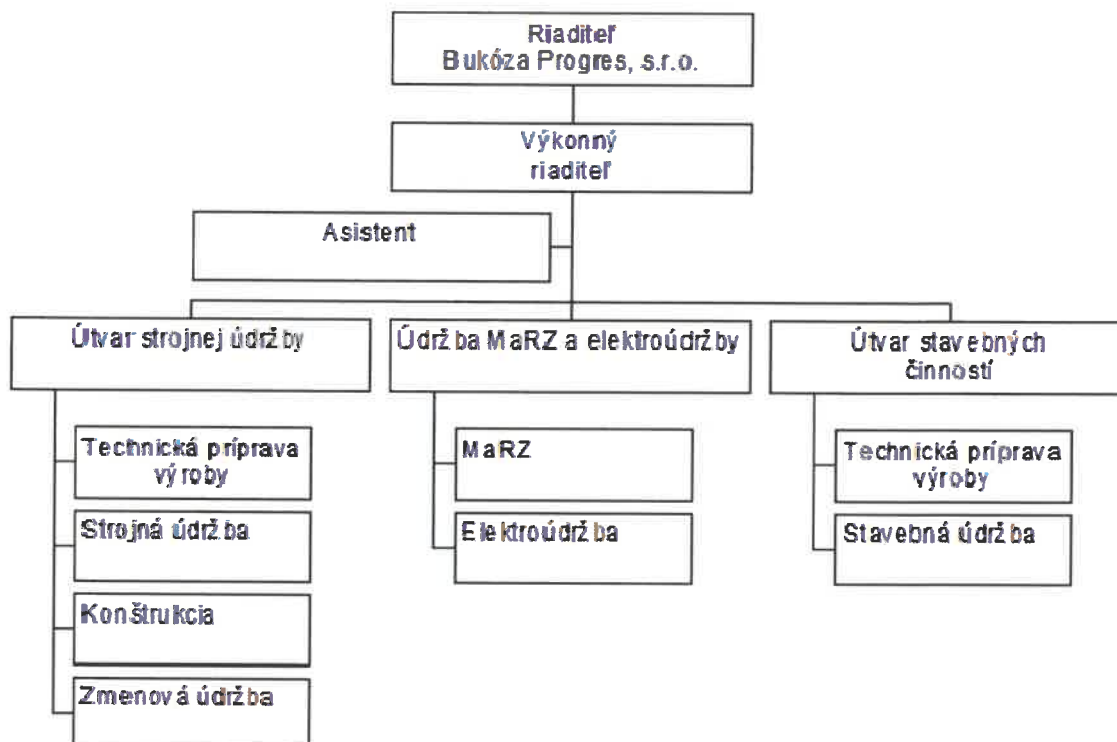 Riaditeľ
Bukóza Progres, s.r.o.
Výkonný
riaditeľ
Asistent
Útvar strojnej údržby
Údržba MaRZ a elektroúdržby
Útvar stavebných
činností
Technická príprava
výroby
Strojná údržba
Konštrukcia
Zmenová údržba
MaRZ
Elektroúdržba
Technická príprava
výroby
Stavebná údržba